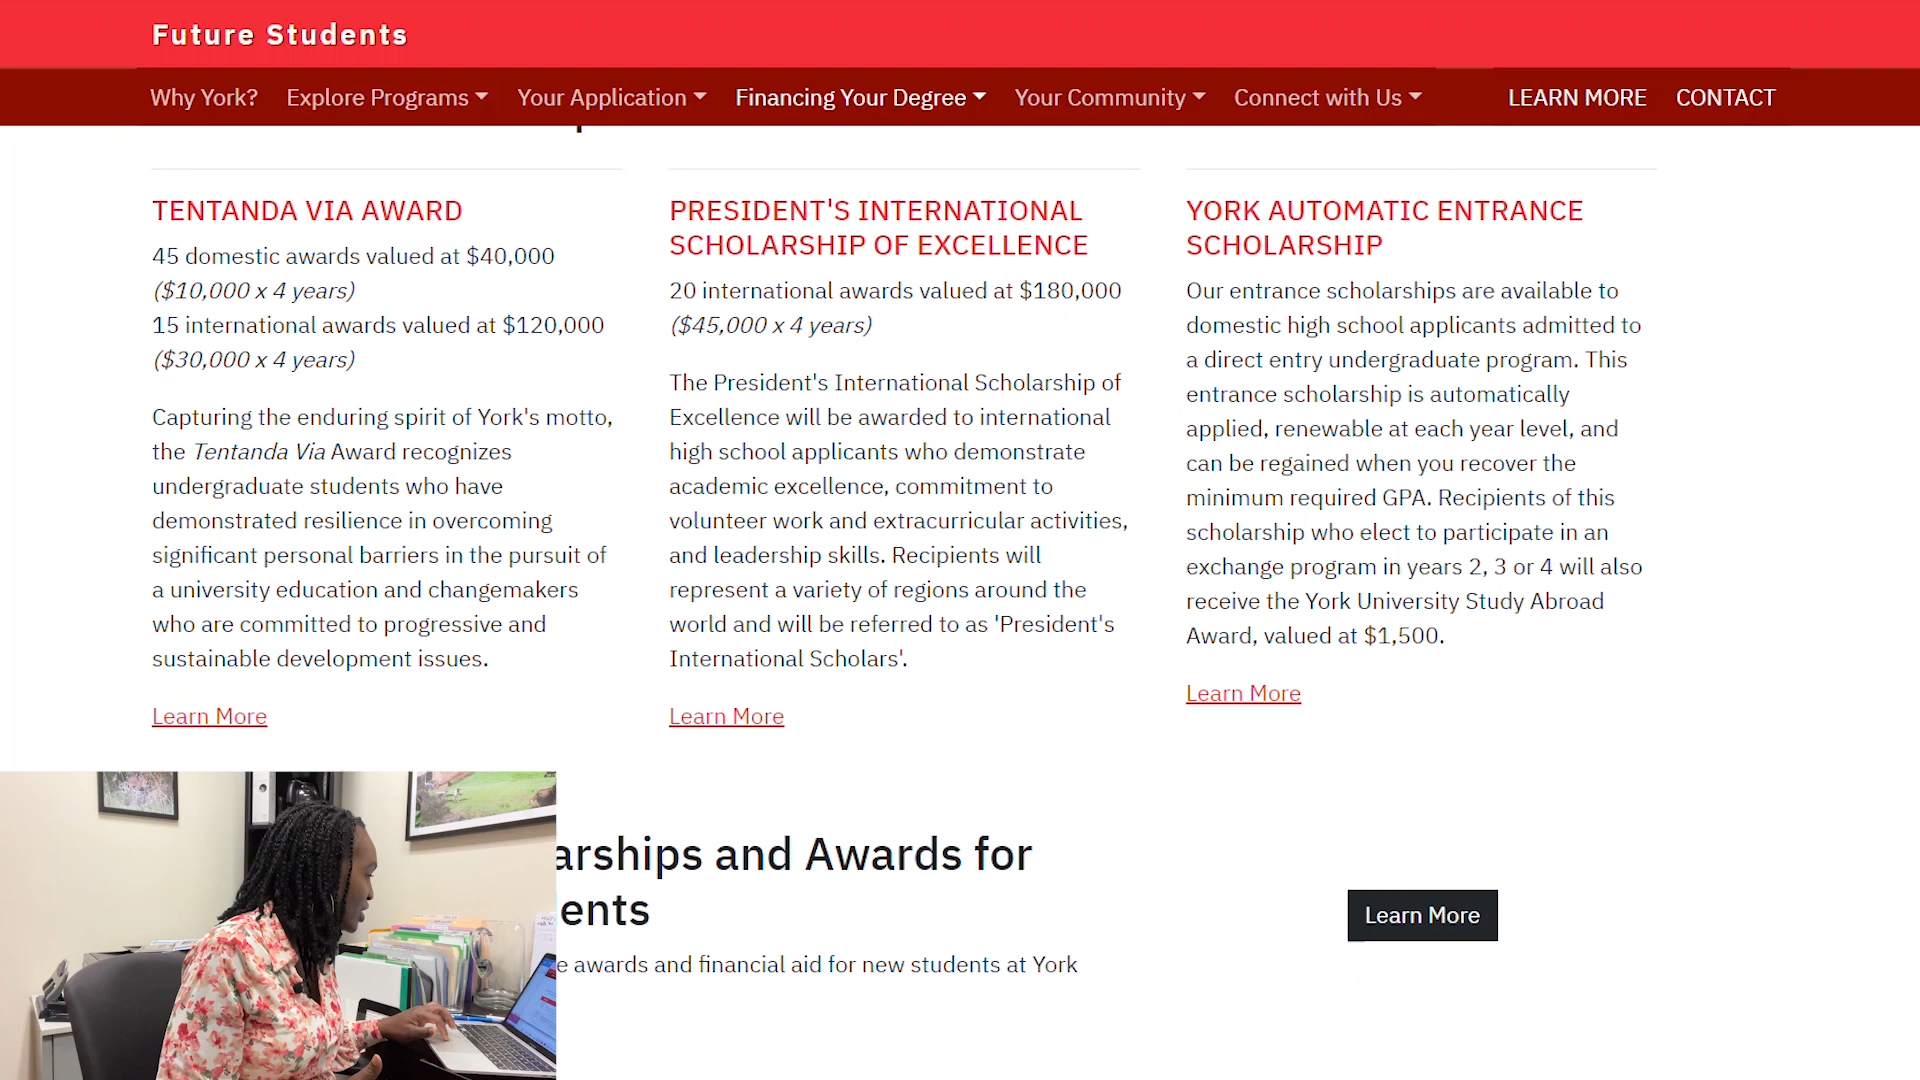 Future Students
Why York? Explore Programs Your Application Financing Your Degree Your Community Connect with Us LEARN MORE CONTACT
TENTANDA VIA AWARD
45 domestic awards valued at $40,000
($10,000 x 4 years)
15 international awards valued at $120,000
($30,000 x 4 years)
Capturing the enduring spirit of York's motto,
the Tentanda Via Award recognizes
undergraduate students who have
demonstrated resilience in overcoming
significant personal barriers in the pursuit of
a university education and changemakers
who are committed to progressive and
sustainable development issues.
Learn More
PRESIDENT'S INTERNATIONAL
SCHOLARSHIP OF EXCELLENCE
20 international awards valued at $180,000
($45,000 x 4 years)
The President's International Scholarship of
Excellence will be awarded to international
high school applicants who demonstrate
academic excellence, commitment to
volunteer work and extracurricular activities,
and leadership skills. Recipients will
represent a variety of regions around the
world and will be referred to as 'President's
International Scholars'.
Learn More
YORK AUTOMATIC ENTRANCE
SCHOLARSHIP
Our entrance scholarships are available to
domestic high school applicants admitted to
a direct entry undergraduate program. This
entrance scholarship is automatically
applied, renewable at each year level, and
can be regained when you recover the
minimum required GPA. Recipients of this
scholarship who elect to participate in an
exchange program in years 2, 3 or 4 will also
receive the York University Study Abroad
Award, valued at $1,500.
Learn More
arships and Awards for
ents
e awards and financial aid for new students at York
Learn More